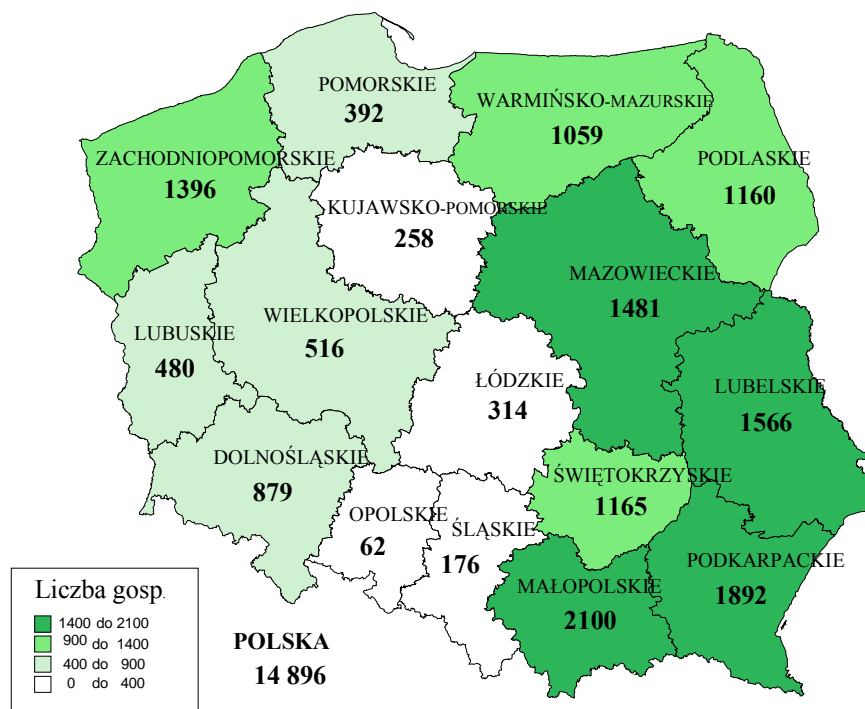 POMORSKIE
392
WARMIŃSKO-MAZURSKIE
1059
ZACHODNIOPOMORSKIE
1396
PODLASKIE
1160
KUJAWSKO-POMORSKIE
258
MAZOWIECKIE
1481
WIELKOPOLSKIE
516
LUBUSKIE
480
ŁÓDZKIE
314
LUBELSKIE
1566
DOLNOŚLĄSKIE
879
ŚWIĘTOKRZYSKIE
1165
OPOLSKIE
62
ŚLĄSKIE
176
PODKARPACKIE
1892
MAŁOPOLSKIE
2100
Liczba gosp.
1400 do 2100
900 do 1400
400 do 900
0 do 400
POLSKA
14 896